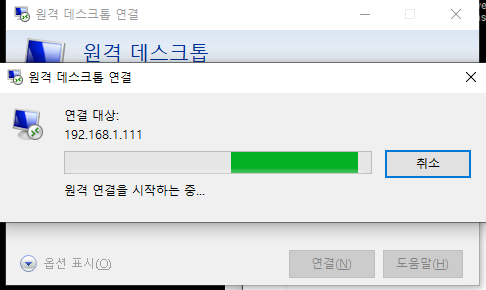 원격 데스크톱 연결
원격 데스크톱
원격 데스크톱 연결
연결 대상:
192.168.1.111
취소
원격 연결을 시작하는 중...
옵션 표시(O)
연결(N)
도움말(H)